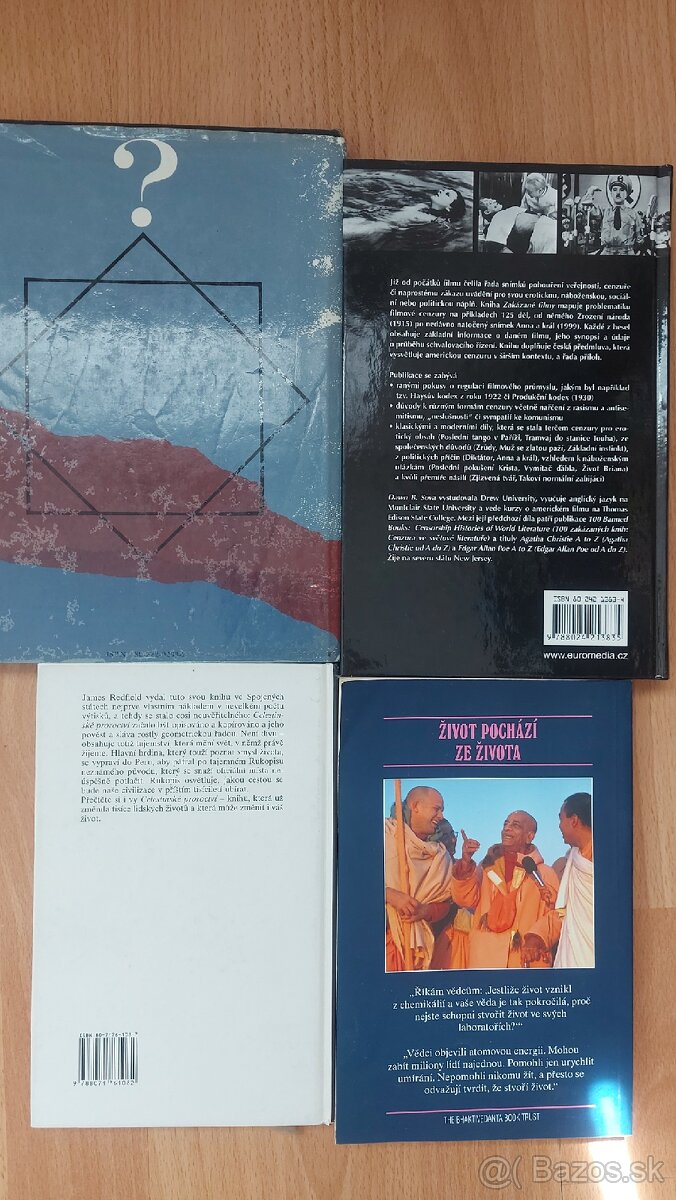 ?
Již od počátků filmu čelila řada snímků pohoršení veřejnosti, cenzuře
či naprostému zákazu uvádění pro svou erotickou, náboženskou, sociál-
ní nebo politickou náplň. Kniha Zakázané filmy mapuje problematiku
filmové cenzury na příkladech 125 děl, od němého Zrození národa
(1915) po nedávno natočený snímek Anna a král (1999). Každé z hesel
obsahuje základní informace o daném filmu, jeho synopsi a údaje
o průběhu schvalovacího řízení. Knihu doplňuje česká předmluva, která
vysvětluje americkou cenzuru v širším kontextu, a řada příloh.
Publikace se zabývá
• ranými pokusy o regulaci filmového průmyslu, jakým byl například
tzv. Haysův kodex z roku 1922 či Produkční kodex (1930)
• důvody k různým formám cenzury včetně nařčení z rasismu a antise-
mitismu, „neslušnosti“ či sympatií ke komunismu
• klasickými a moderními díly, která se stala terčem cenzury pro ero-
tický obsah (Poslední tango v Paříži, Tramvaj do stanice Touha), ze
společenských důvodů (Zrůdy, Muž se zlatou paží, Základní instinkt),
z politických příčin (Diktátor, Anna a král), vzhledem k náboženským
otázkám (Poslední pokušení Krista, Vymítač ďábla, Život Briana)
a kvůli přemíře násilí (Zjizvená tvář, Takoví normální zabijáci)
Dawn B. Sova vystudovala Drew University, vyučuje anglický jazyk na
Montclair State University a vede kurzy o americkém filmu na Thomas
Edison State College. Mezi její předchozí díla patří publikace 100 Banned
Books: Censorship Histories of World Literature (100 zakázaných knih:
Cenzura ve světové literatuře) a tituly Agatha Christie A to Z (Agatha
Christie od A do Z) a Edgar Allan Poe A to Z (Edgar Allan Poe od A do Z).
Žije na severu státu New Jersey.
ISBN 80-242-1363-4
9 788024 213835
www.euromedia.cz
James Redfield vydal tuto svou knihu ve Spojených
státech nejprve vlastním nákladem v nevelkém počtu
výtisků, a tehdy se stalo cosi neuvěřitelného: Celestin-
ské proroctví začalo být opisováno a kopírováno a jeho
pověst a sláva rostly geometrickou řadou. Není divu –
obsahuje totiž tajemství, která mění svět, v němž právě
žijeme. Hlavní hrdina, který touží poznat smysl života,
se vypraví do Peru, aby pátral po tajemném Rukopisu
neznámého původu, který se snaží oficiální místa ne-
úspěšně potlačit. Rukopis osvětluje, jakou cestou se
bude naše civilizace v příštím tisíciletí ubírat.
Přečtěte si i vy Celestinské proroctví – knihu, která už
změnila tisíce lidských životů a která může změnit i váš
život.
9 788071 761082
ŽIVOT POCHÁZÍ
ZE ŽIVOTA
„Říkám vědcům: ‚Jestliže život vznikl
z chemikálií a vaše věda je tak pokročilá, proč
nejste schopni stvořit život ve svých
laboratořích?‘“
„Vědci objevili atomovou energii. Mohou
zabít miliony lidí najednou. Pomohli jen urychlit
umírání. Nepomohli nikomu žít, a přesto se
odvažují tvrdit, že stvoří život.“
THE BHAKTIVEDANTA BOOK TRUST
@ Bazos.sk